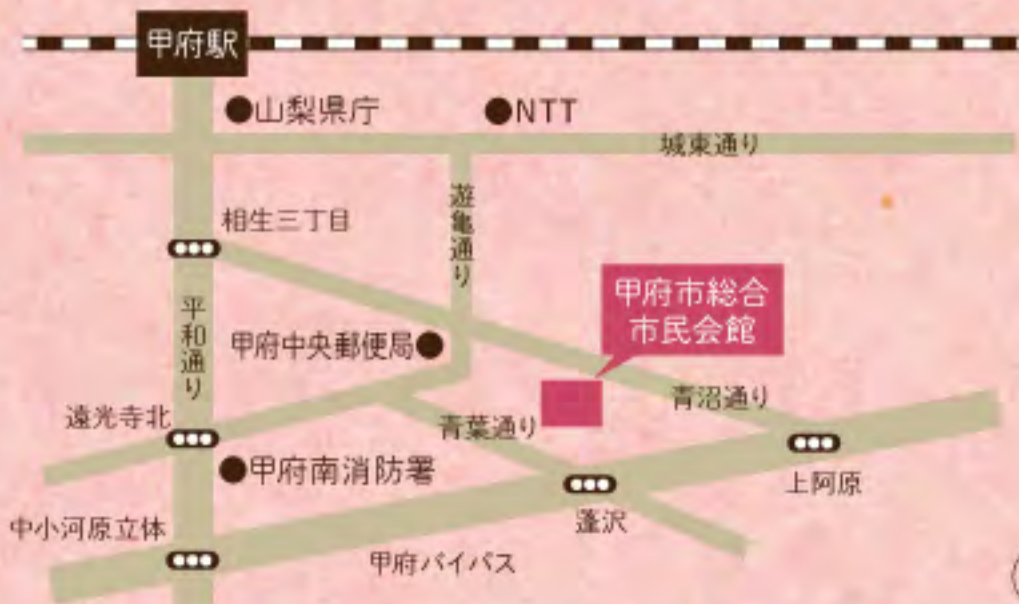 甲府駅
●山梨県庁
●NTT
城東通り
遊亀通り
相生三丁目
平和通り
甲府市総合
市民会館
甲府中央郵便局●
青沼通り
遠光寺北
青葉通り
●甲府南消防署
上阿原
蓬沢
中小河原立体
甲府バイパス